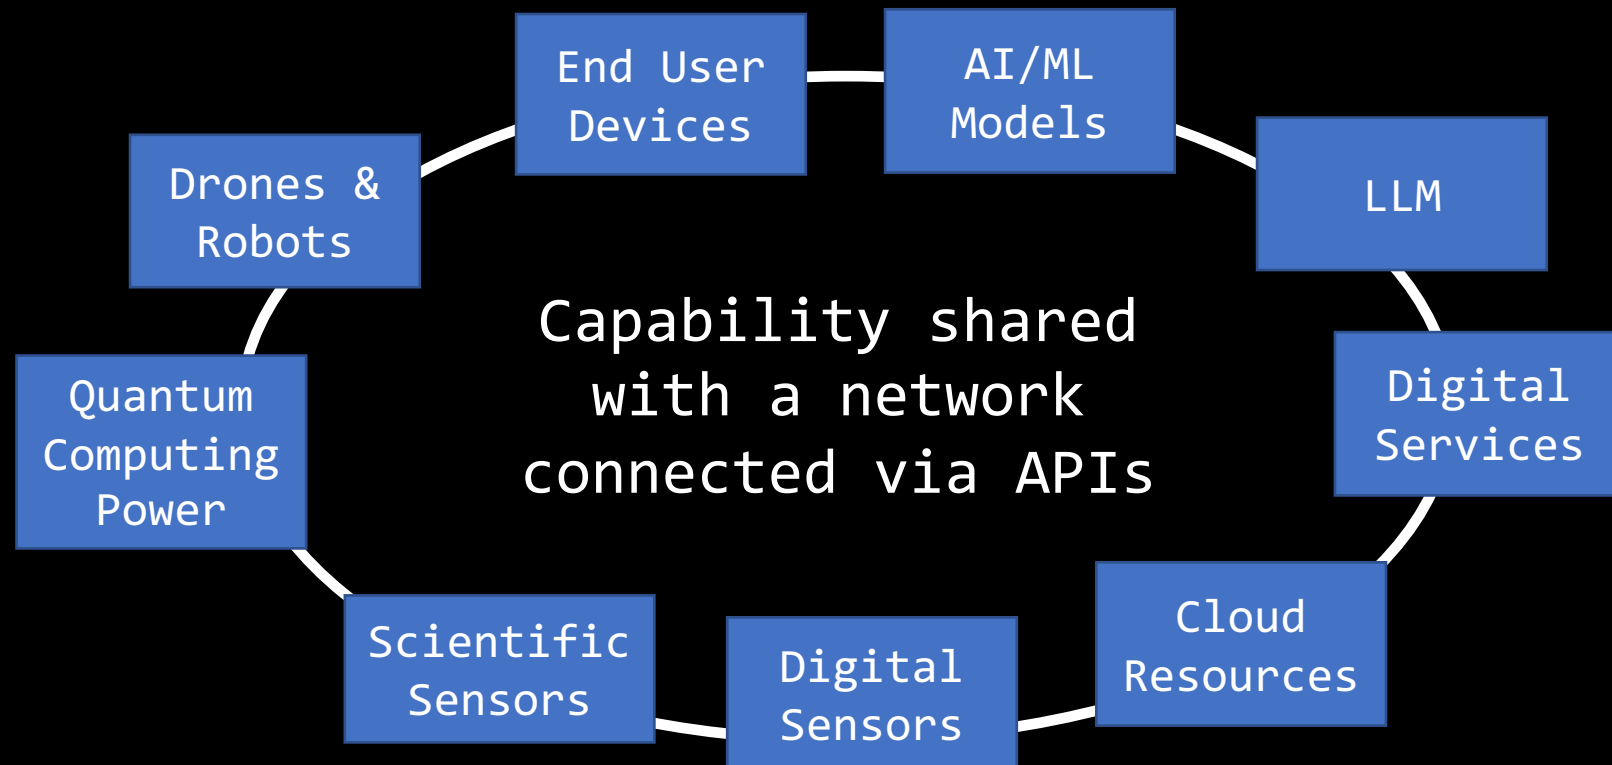 End User
Devices
AI/ML
Models
LLM
Drones &
Robots
Capability shared
with a network
connected via APIs
Quantum
Computing
Power
Digital
Services
Scientific
Sensors
Digital
Sensors
Cloud
Resources